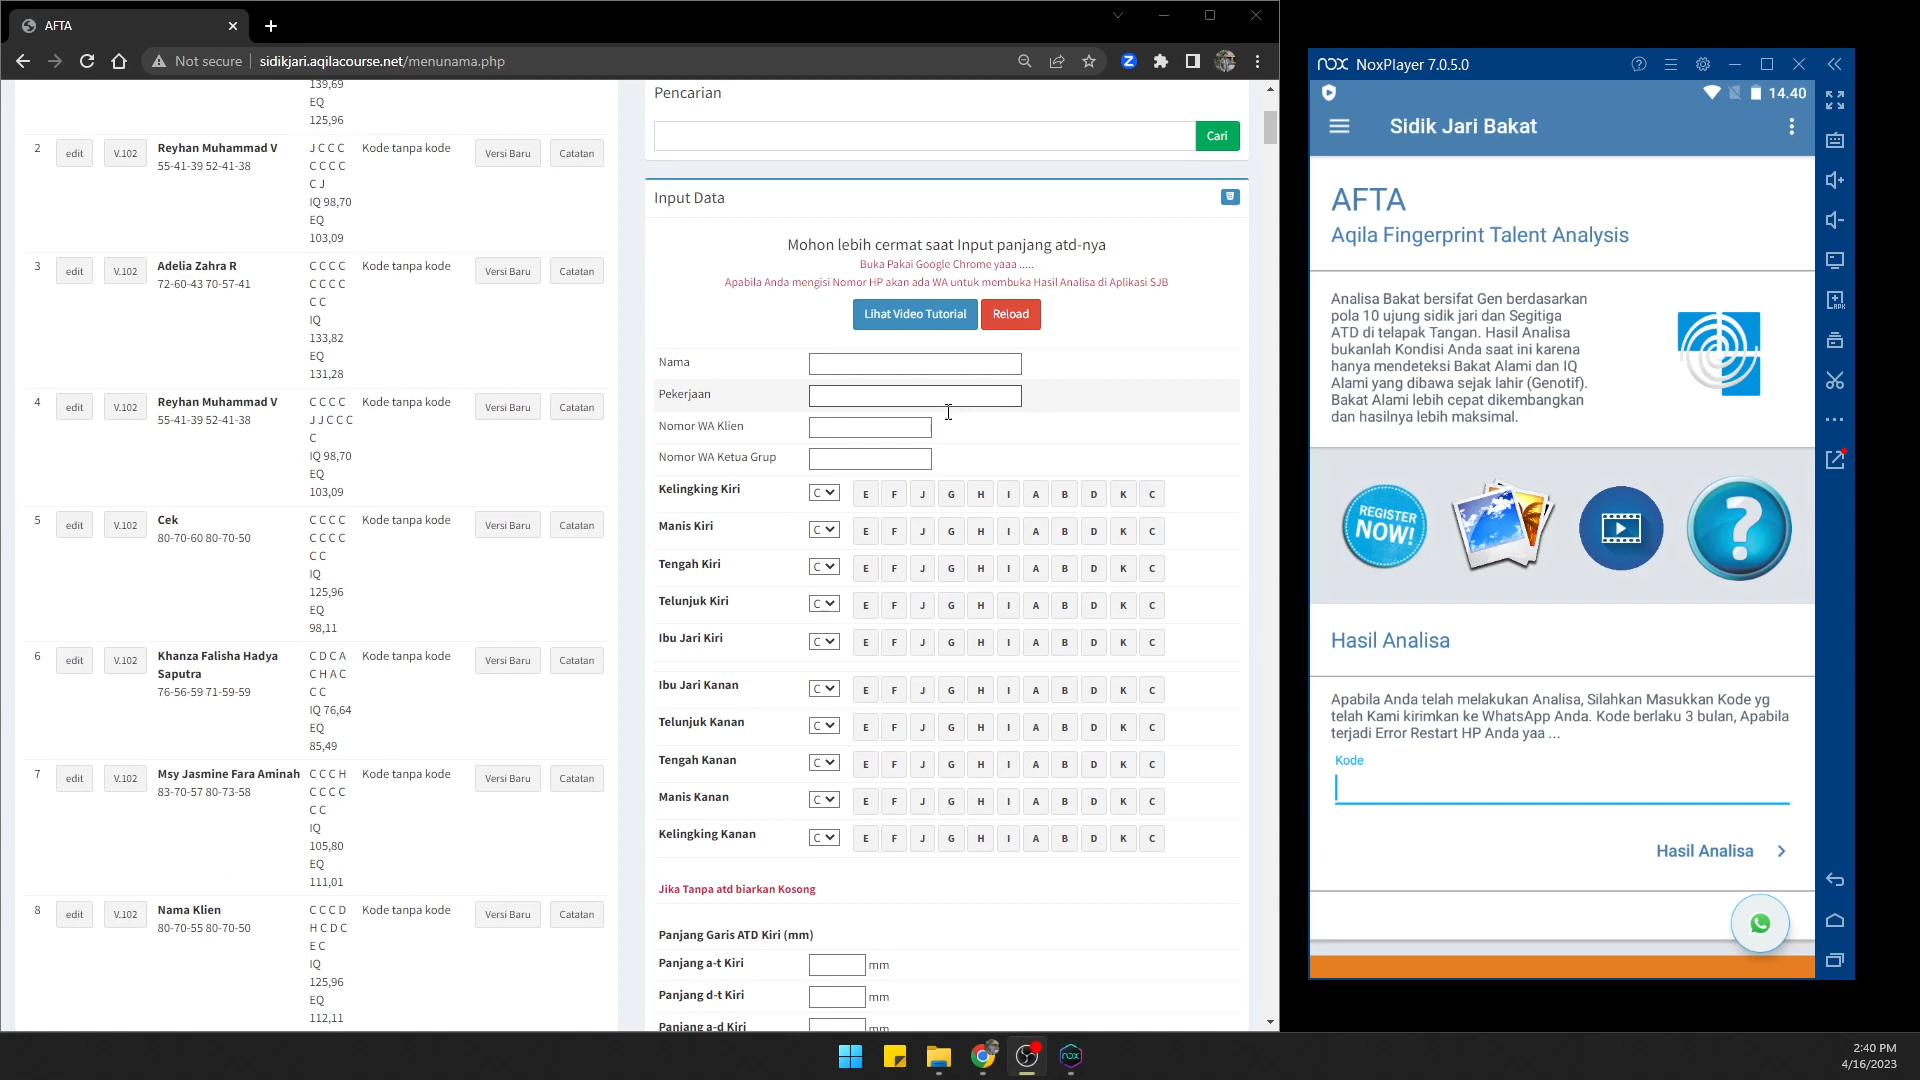 AFTA
Not secure
sidikjari.aqilacourse.net/menunama.php
139,69
EQ
125,96
2
edit
V.102
Reyhan Muhammad V
55-41-39 52-41-38
J C C C
C C C C
C J
IQ 98,70
EQ
103,09
Kode tanpa kode
Versi Baru
Catatan
3
edit
V.102
Adelia Zahra R
72-60-43 70-57-41
C C C C
C C C C
C C
IQ
133,82
EQ
131,28
Kode tanpa kode
Versi Baru
Catatan
4
edit
V.102
Reyhan Muhammad V
55-41-39 52-41-38
C C C C
J J C C C
C
IQ 98,70
EQ
103,09
Kode tanpa kode
Versi Baru
Catatan
5
edit
V.102
Cek
80-70-60 80-70-50
C C C C
C C C C
C C
IQ
125,96
EQ
98,11
Kode tanpa kode
Versi Baru
Catatan
6
edit
V.102
Khanza Falisha Hadya
Saputra
76-56-59 71-59-59
C D C A
C H A C
C C
IQ 76,64
EQ
85,49
Kode tanpa kode
Versi Baru
Catatan
7
edit
V.102
Msy Jasmine Fara Aminah
83-70-57 80-73-58
C C C H
C C C C
C C
IQ
105,80
EQ
111,01
Kode tanpa kode
Versi Baru
Catatan
8
edit
V.102
Nama Klien
80-70-55 80-70-50
C C C D
H C D C
E C
IQ
125,96
EQ
112,11
Kode tanpa kode
Versi Baru
Catatan
Pencarian
Cari
Input Data
Mohon lebih cermat saat Input panjang atd-nya
Buka Pakai Google Chrome yaaa .....
Apabila Anda mengisi Nomor HP akan ada WA untuk membuka Hasil Analisa di Aplikasi SJB
Lihat Video Tutorial
Reload
Nama
Pekerjaan
Nomor WA Klien
Nomor WA Ketua Grup
Kelingking Kiri C E F J G H I A B D K C
Manis Kiri C E F J G H I A B D K C
Tengah Kiri C E F J G H I A B D K C
Telunjuk Kiri C E F J G H I A B D K C
Ibu Jari Kiri C E F J G H I A B D K C
Ibu Jari Kanan C E F J G H I A B D K C
Telunjuk Kanan C E F J G H I A B D K C
Tengah Kanan C E F J G H I A B D K C
Manis Kanan C E F J G H I A B D K C
Kelingking Kanan C E F J G H I A B D K C
Jika Tanpa atd biarkan Kosong
Panjang Garis ATD Kiri (mm)
Panjang a-t Kiri mm
Panjang d-t Kiri mm
Panjang a-d Kiri mm
nox NoxPlayer 7.0.5.0
14.40
Sidik Jari Bakat
AFTA
Aqila Fingerprint Talent Analysis
Analisa Bakat bersifat Gen berdasarkan
pola 10 ujung sidik jari dan Segitiga
ATD di telapak Tangan. Hasil Analisa
bukanlah Kondisi Anda saat ini karena
hanya mendeteksi Bakat Alami dan IQ
Alami yang dibawa sejak lahir (Genotif).
Bakat Alami lebih cepat dikembangkan
dan hasilnya lebih maksimal.
REGISTER
NOW!
?
Hasil Analisa
Apabila Anda telah melakukan Analisa, Silahkan Masukkan Kode yg
telah Kami kirimkan ke WhatsApp Anda. Kode berlaku 3 bulan, Apabila
terjadi Error Restart HP Anda yaa ...
Kode
Hasil Analisa
nox
2:40 PM
4/16/2023